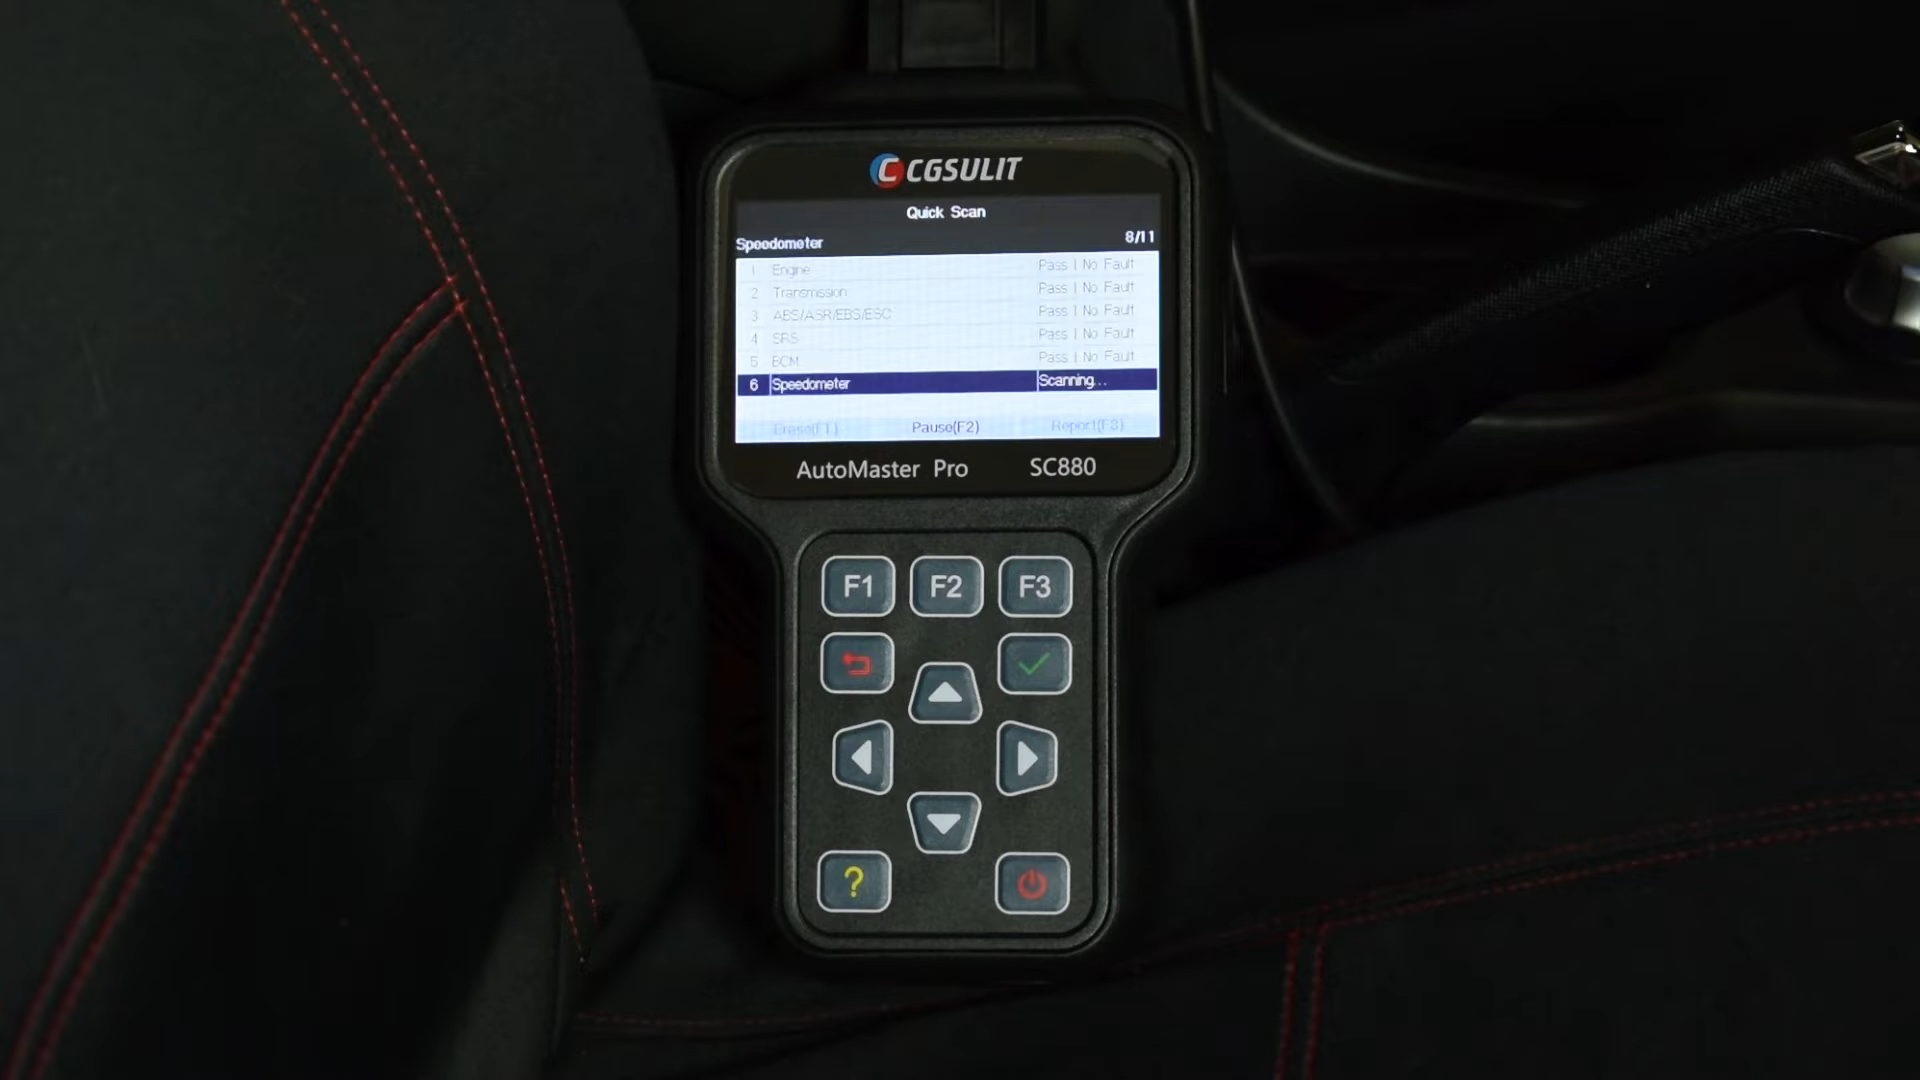 CGSULIT
Quick Scan
Speedometer 8/11
1 Engine Pass | No Fault
2 Transmission Pass | No Fault
3 ABS/ASR/EBS/ESC Pass | No Fault
4 SRS Pass | No Fault
5 BCM Pass | No Fault
6 Speedometer Scanning...
Erase(F1) Pause(F2) Report(F3)
AutoMaster Pro SC880
F1 F2 F3
?